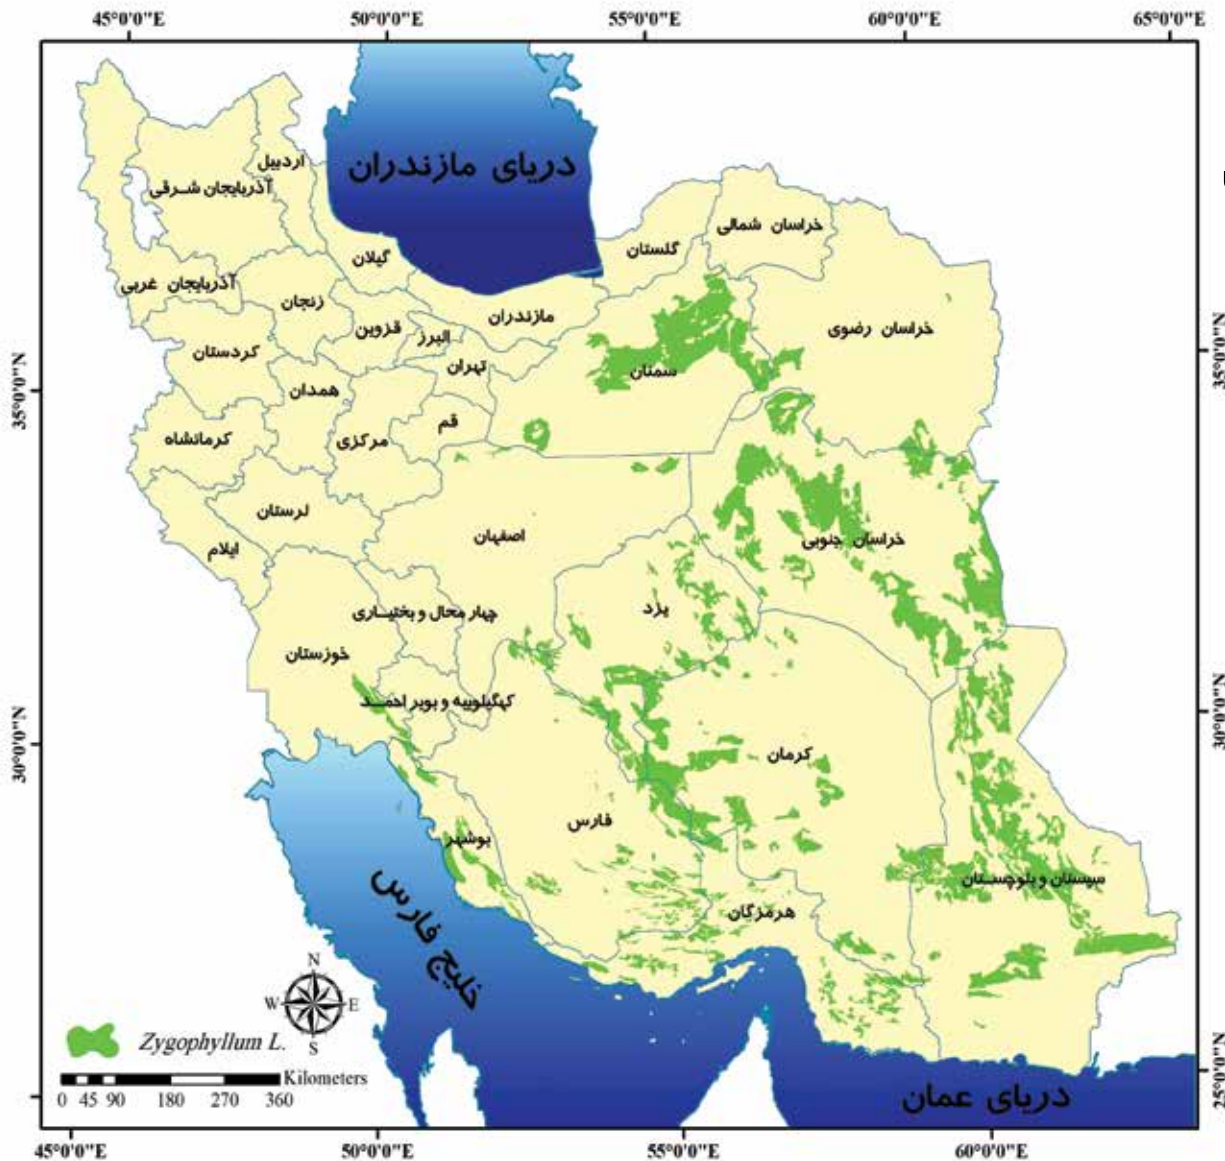 45°0'0"E 50°0'0"E 55°0'0"E 60°0'0"E 65°0'0"E
دریای مازندران
اردبیل
آذربایجان شرقی
خراسان شمالی
گلستان
گیلان
آذربایجان غربی
زنجان
مازندران
قزوین
البرز
خراسان رضوی
کردستان
تهران
سمنان
همدان
35°0'0"N
35°0'0"N
قم
مرکزی
کرمانشاه
لرستان
اصفهان
خراسان جنوبی
ایلام
یزد
چهار محال و بختیاری
خوزستان
کهگیلوییه و بویر احمد
30°0'0"N
30°0'0"N
کرمان
فارس
بوشهر
سیستان و بلوچستان
هرمزگان
خلیج فارس
N
W E
S
Zygophyllum L.
Kilometers
0 45 90 180 270 360
دریای عمان
25°0'0"N
45°0'0"E 50°0'0"E 55°0'0"E 60°0'0"E